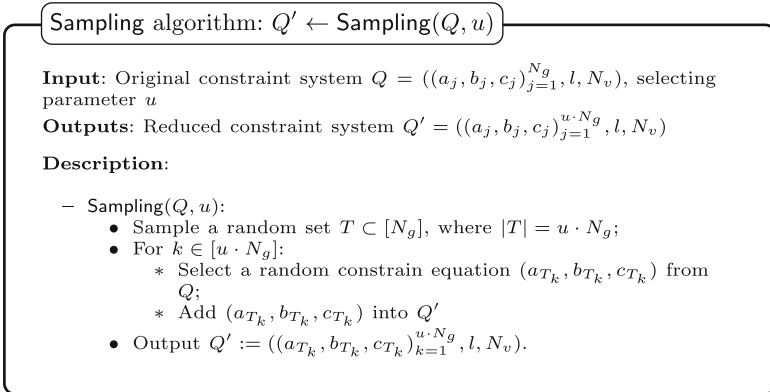 Sampling algorithm: Q′ ← Sampling(Q, u)
Input: Original constraint system Q = ((a_j, b_j, c_j)_{j=1}^{N_g}, l, N_v), selecting
parameter u
Outputs: Reduced constraint system Q′ = ((a_j, b_j, c_j)_{j=1}^{u·N_g}, l, N_v)
Description:
– Sampling(Q, u):
• Sample a random set T ⊂ [N_g], where |T| = u · N_g;
• For k ∈ [u · N_g]:
∗ Select a random constrain equation (a_{T_k}, b_{T_k}, c_{T_k}) from
Q;
∗ Add (a_{T_k}, b_{T_k}, c_{T_k}) into Q′
• Output Q′ := ((a_{T_k}, b_{T_k}, c_{T_k})_{k=1}^{u·N_g}, l, N_v).